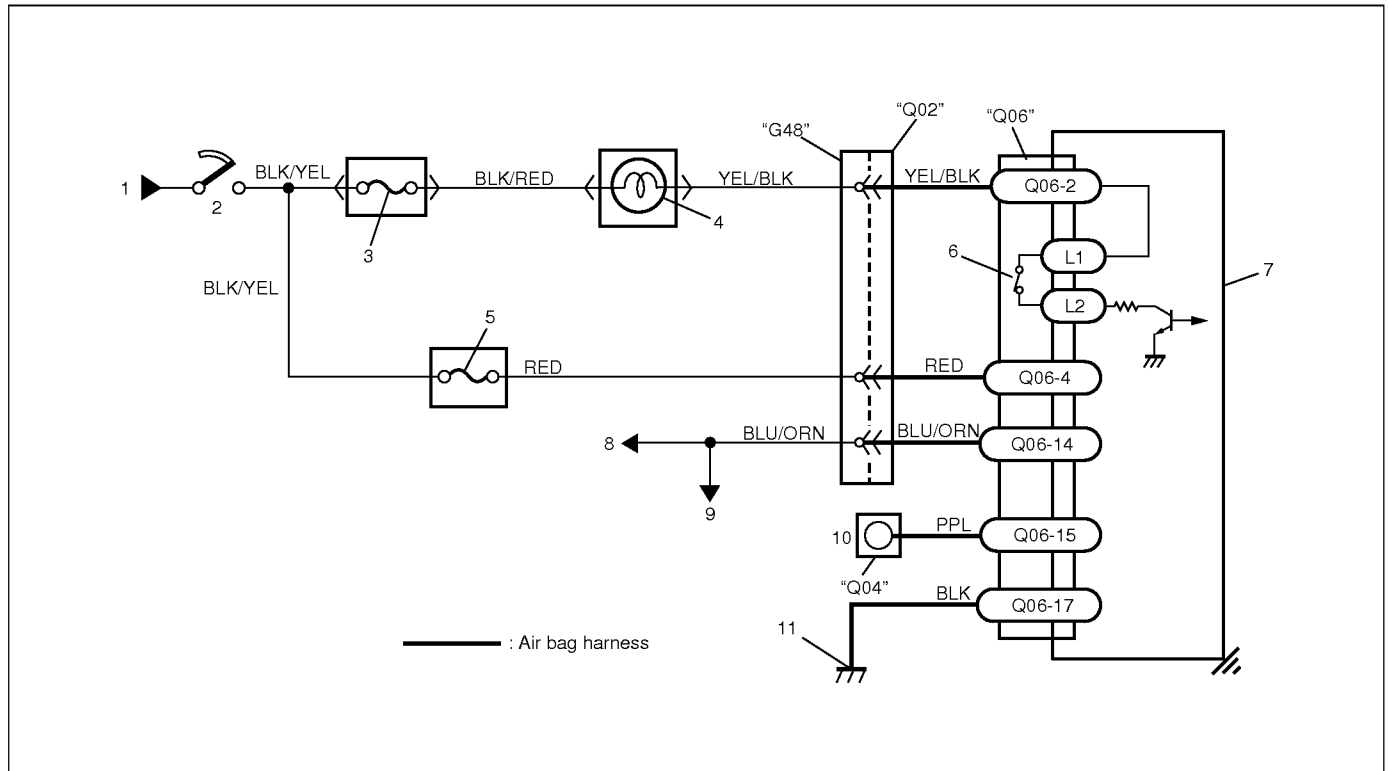 "Q02"
"G48"
"Q06"
BLK/YEL
BLK/RED
YEL/BLK
YEL/BLK
Q06-2
1
2
3
4
6
L1
7
L2
BLK/YEL
5
RED
RED
Q06-4
8
BLU/ORN
BLU/ORN
Q06-14
9
10
PPL
Q06-15
"Q04"
BLK
Q06-17
11
: Air bag harness